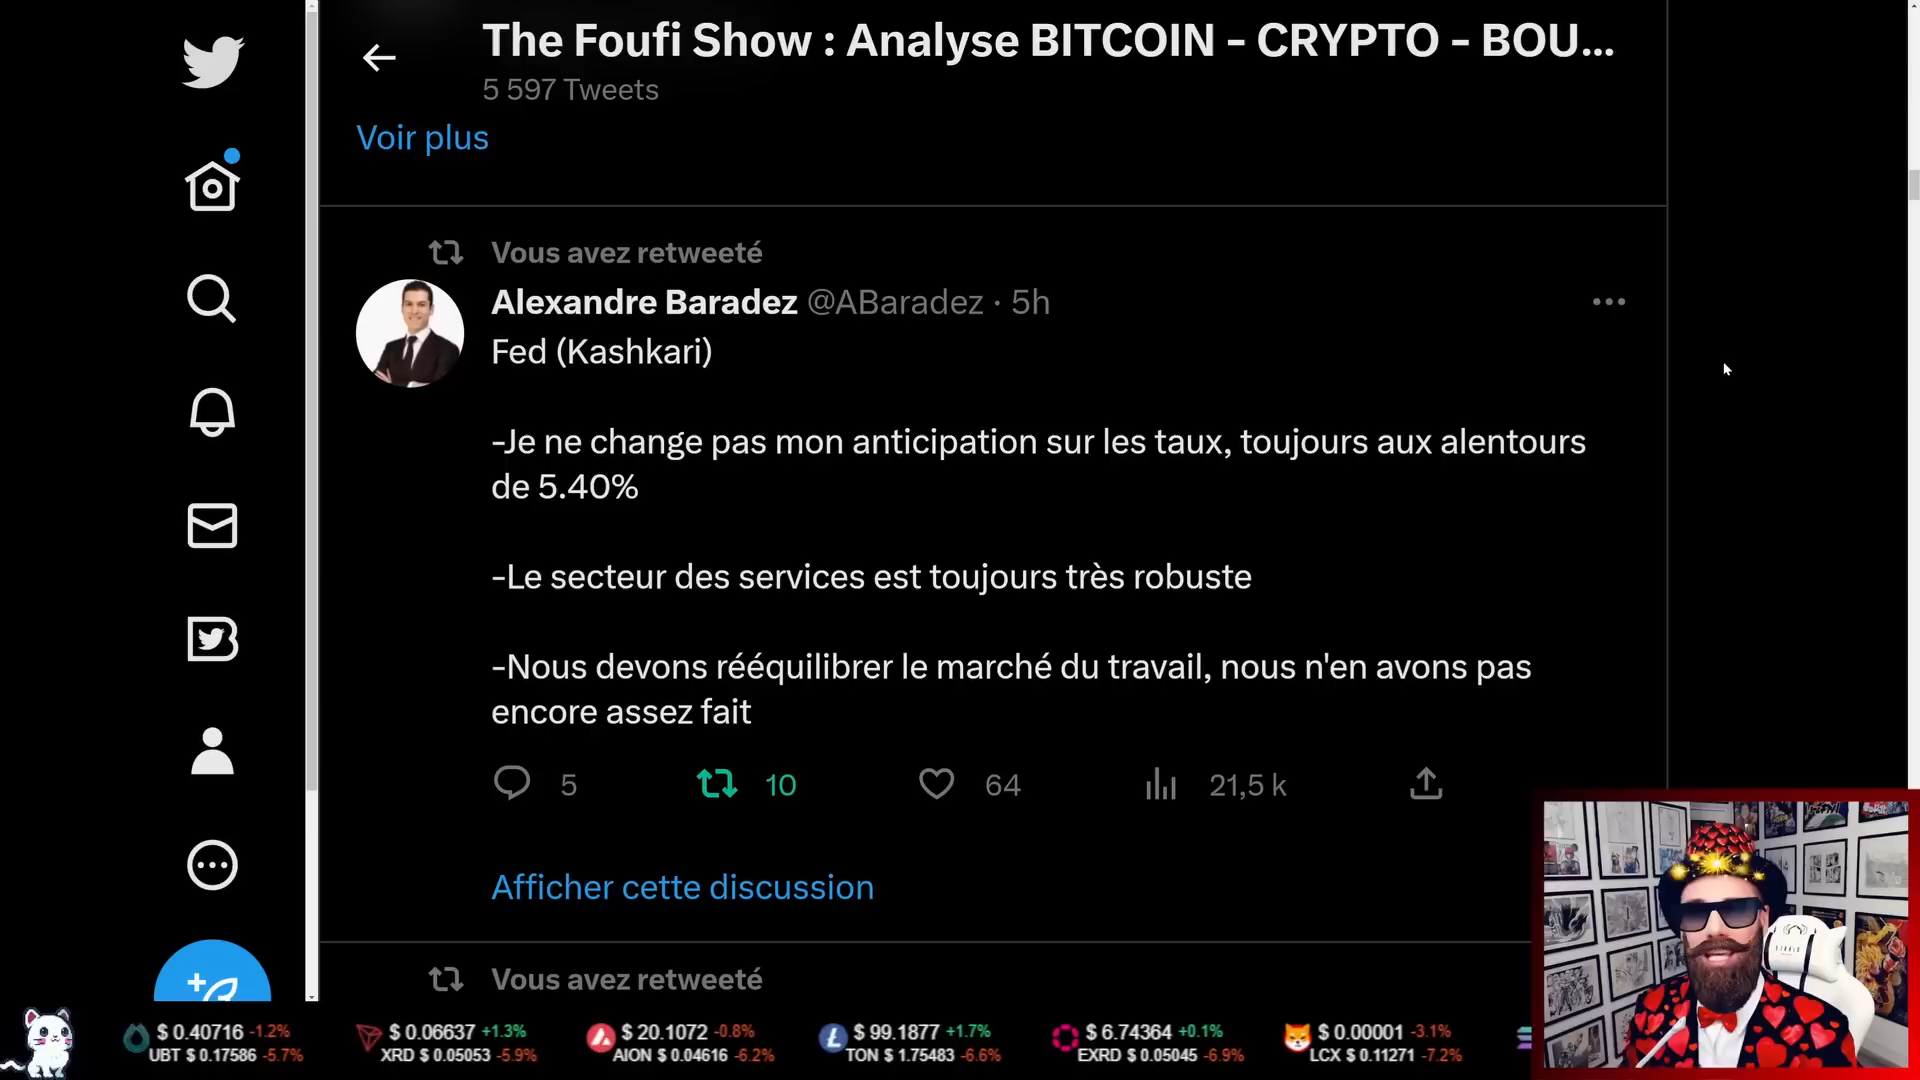 The Foufi Show : Analyse BITCOIN - CRYPTO - BOU...
5 597 Tweets
Voir plus
Vous avez retweeté
Alexandre Baradez @ABaradez · 5h
Fed (Kashkari)
-Je ne change pas mon anticipation sur les taux, toujours aux alentours
de 5.40%
-Le secteur des services est toujours très robuste
-Nous devons rééquilibrer le marché du travail, nous n'en avons pas
encore assez fait
5 10 64 21,5 k
Afficher cette discussion
Vous avez retweeté
$ 0.40716 -1.2% $ 0.06637 +1.3% $ 20.1072 -0.8% $ 99.1877 +1.7% $ 6.74364 +0.1% $ 0.00001 -3.1%
UBT $ 0.17586 -5.7% XRD $ 0.05053 -5.9% AION $ 0.04616 -6.2% TON $ 1.75483 -6.6% EXRD $ 0.05045 -6.9% LCX $ 0.11271 -7.2%